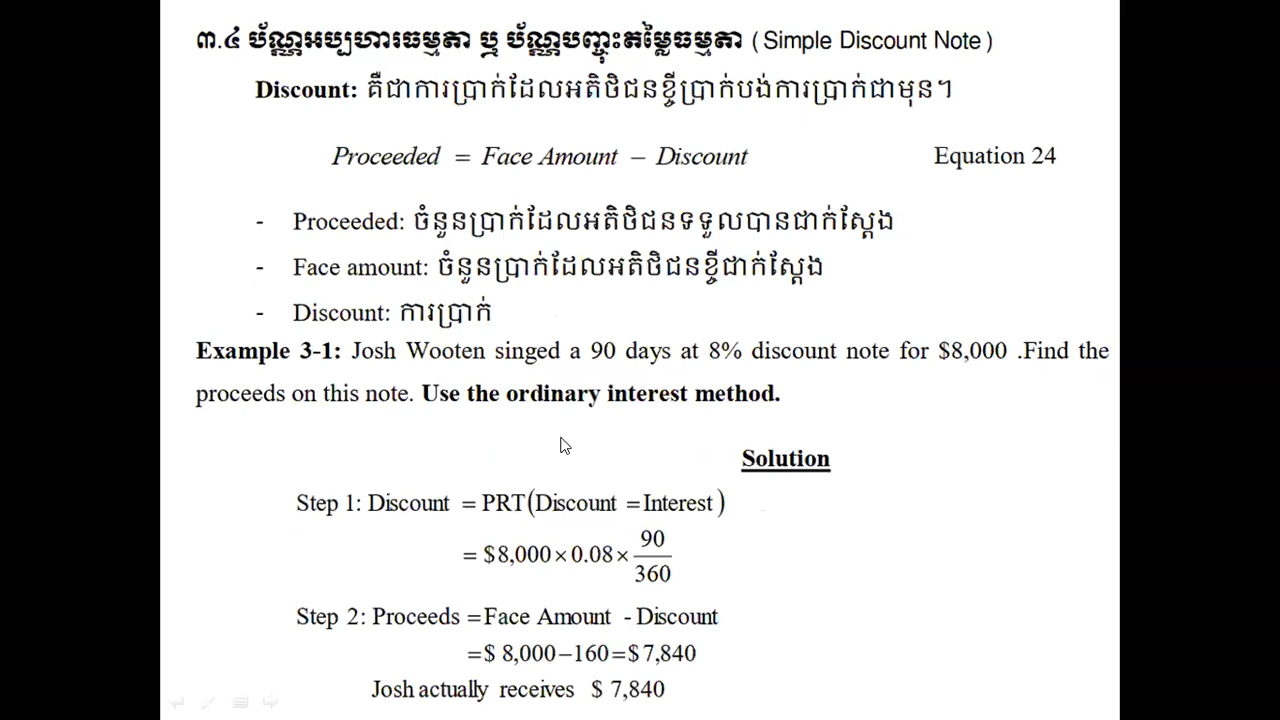 ៣.៤ ប័ណ្ណអប្បហារធម្មតា ឬ ប័ណ្ណបញ្ចុះតម្លៃធម្មតា ( Simple Discount Note )
Discount: គឺជាការប្រាក់ដែលអតិថិជនខ្ចីប្រាក់បង់ការប្រាក់ជាមុន។
Proceeded = Face Amount − Discount Equation 24
- Proceeded: ចំនួនប្រាក់ដែលអតិថិជនទទួលបានជាក់ស្តែង
- Face amount: ចំនួនប្រាក់ដែលអតិថិជនខ្ចីជាក់ស្តែង
- Discount: ការប្រាក់
Example 3-1: Josh Wooten singed a 90 days at 8% discount note for $8,000 .Find the
proceeds on this note. Use the ordinary interest method.
Solution
Step 1: Discount = PRT(Discount = Interest)
= $8,000 × 0.08 × 90/360
Step 2: Proceeds = Face Amount - Discount
= $ 8,000 − 160 = $ 7,840
Josh actually receives $ 7,840